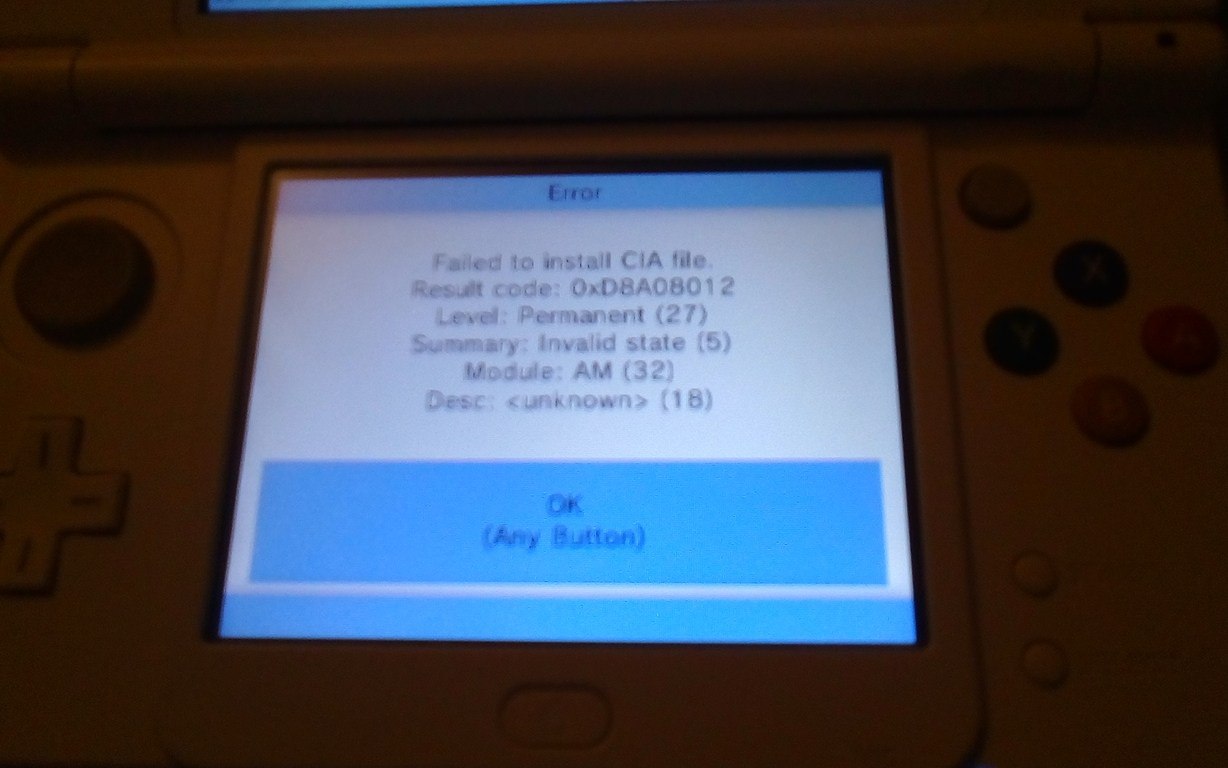 Error
Failed to install CIA file.
Result code: 0xD8A08012
Level: Permanent (27)
Summary: Invalid state (5)
Module: AM (32)
Desc: <unknown> (18)
OK
(Any Button)
X
Y
A